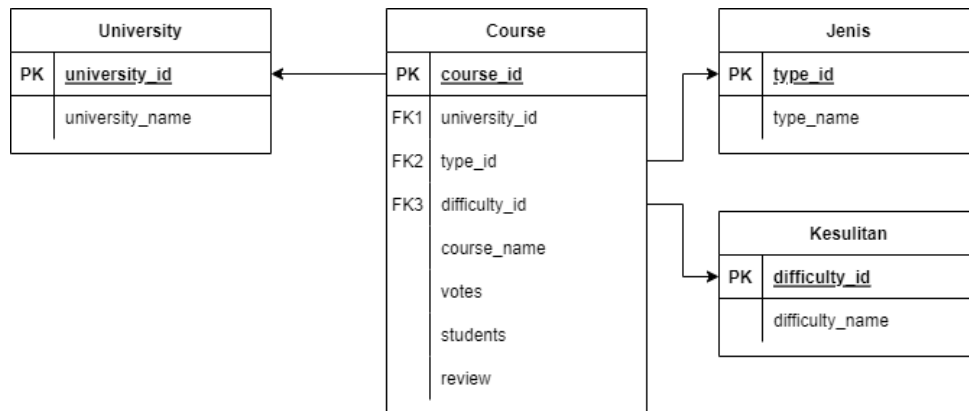 University
PK university_id
university_name
Course
PK course_id
FK1 university_id
FK2 type_id
FK3 difficulty_id
course_name
votes
students
review
Jenis
PK type_id
type_name
Kesulitan
PK difficulty_id
difficulty_name